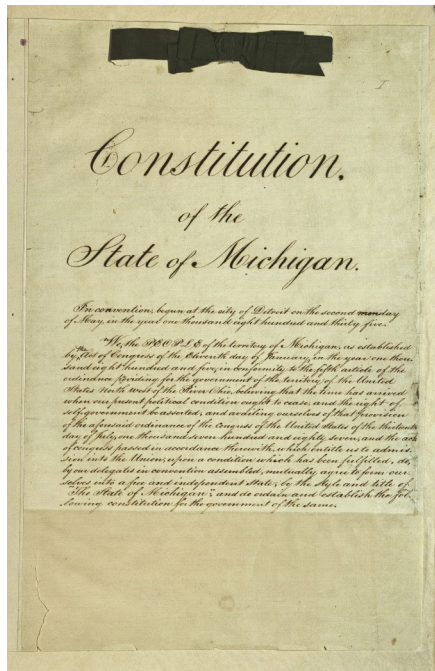 1
Constitution.
of the
State of Michigan.
In convention, begun at the city of Detroit on the second monday
of May, in the year one thousand eight hundred and thirty five.
We, the PEOPLE of the territory of Michigan, as established
by the Act of Congress of the Eleventh day of January, in the year one thou-
sand eight hundred and five, in conformity to the fifth article of the
ordinance providing for the government of the territory of the United
States North west of the River Ohio, believing that the time has arrived
when our present political condition ought to cease, and the right of
self-government be asserted; and availing ourselves of that provision
of the aforesaid ordinance of the Congress of the United States of the thirteenth
day of July, one thousand seven hundred and eighty seven, and the acts
of congress passed in accordance therewith, which entitle us to admis-
sion into the Union, upon a condition which has been fulfilled, do,
by our delegates in convention assembled, mutually agree to form our-
selves into a free and independent state, by the style and title of
"The State of Michigan," and do ordain and establish the fol-
lowing constitution for the government of the same.